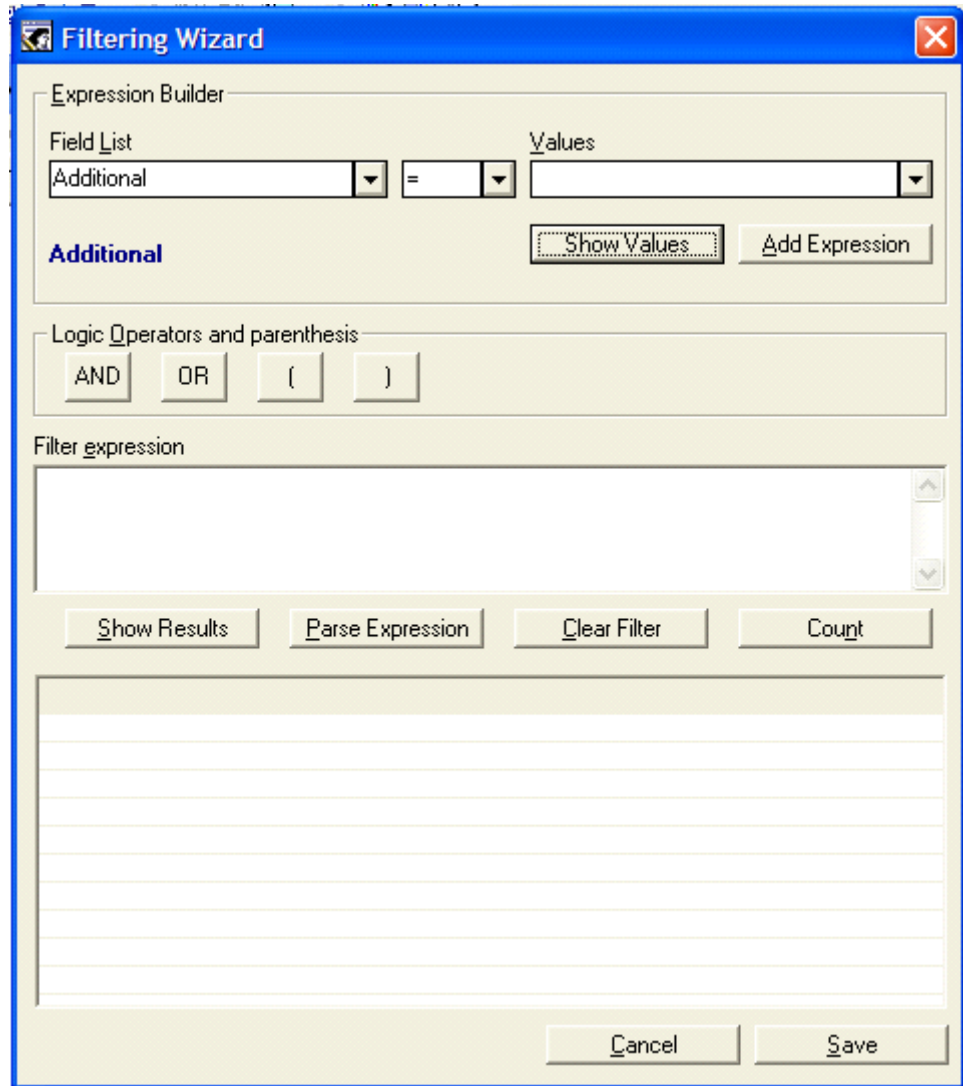 Filtering Wizard
Expression Builder
Field List
Values
Additional
=
Additional
Show Values
Add Expression
Logic Operators and parenthesis
AND
OR
(
)
Filter expression
Show Results
Parse Expression
Clear Filter
Count
Cancel
Save